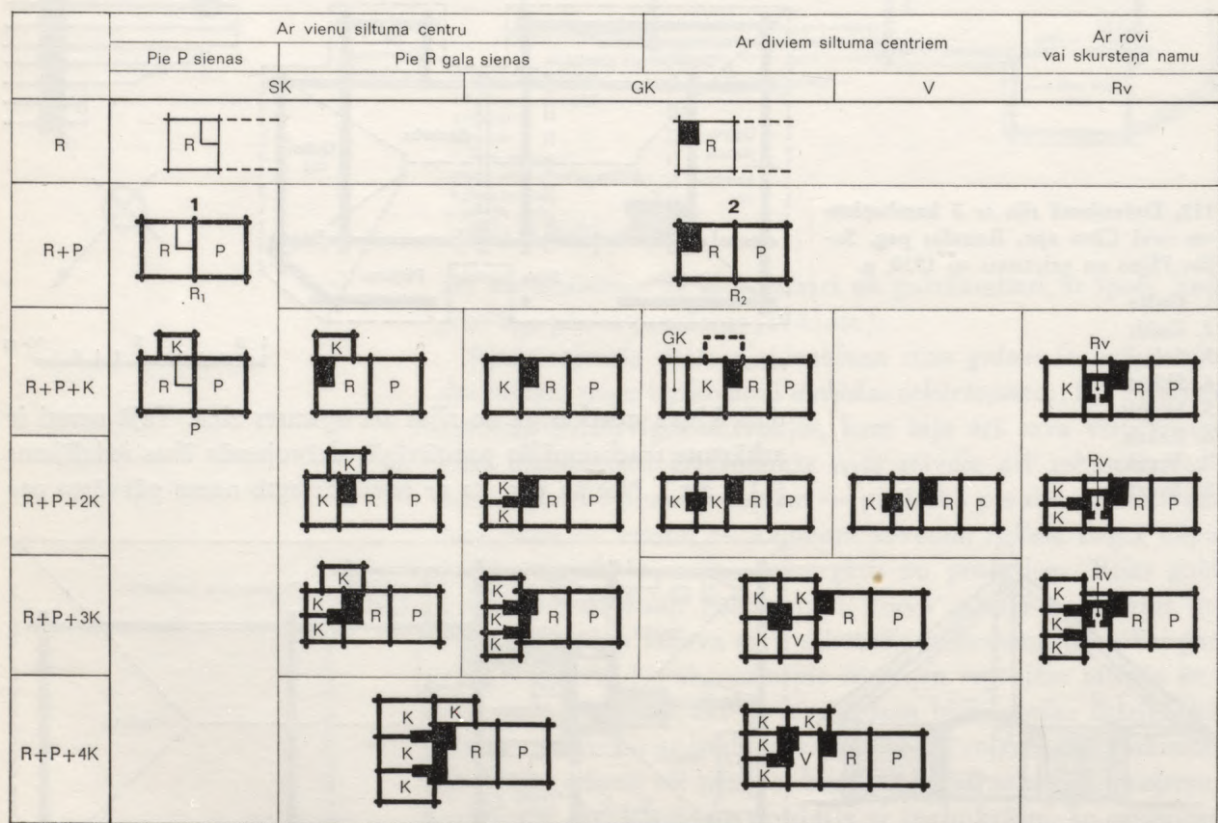 Ar vienu siltuma centru
Ar diviem siltuma centriem
Ar rovi
vai skursteņa namu
Pie P sienas
Pie R gala sienas
SK
GK
V
Rv
R
R
R
R+P
1
R P
R₁
2
R P
R₂
R+P+K
K
R P
P
K
R P
K R P
GK
K R P
Rv
K R P
R+P+2K
K
K R P
K
K
R P
K K R P
K V R P
Rv
K
K
R P
R+P+3K
K
K
K
R P
K
K
K
R P
K K
R P
K V
Rv
K
K
K
R P
R+P+4K
K K
K
K
R P
K K
K
K
V R P